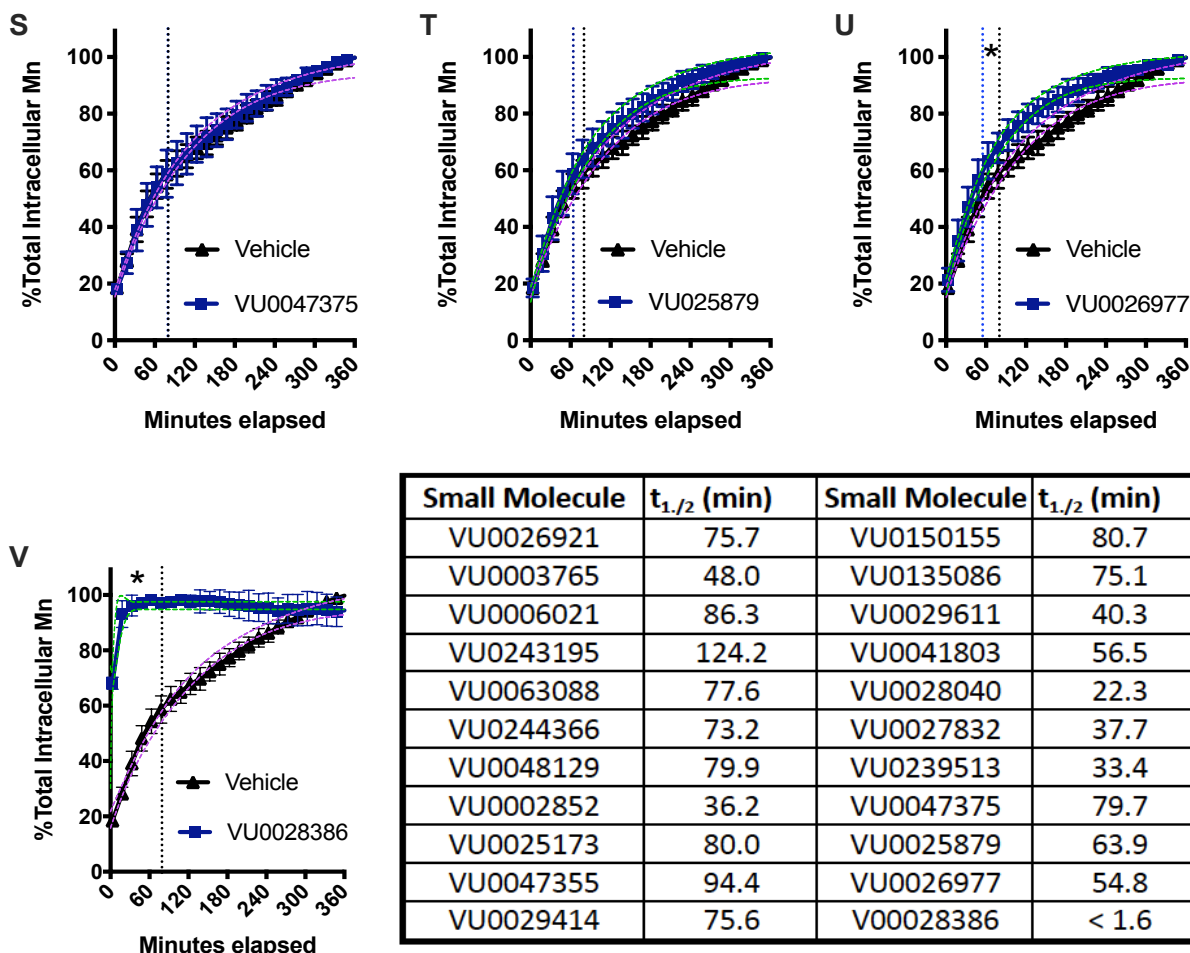 S
%Total Intracellular Mn
100
80
60
40
20
0
Vehicle
VU0047375
0 60 120 180 240 300 360
Minutes elapsed
T
%Total Intracellular Mn
100
80
60
40
20
0
Vehicle
VU025879
0 60 120 180 240 300 360
Minutes elapsed
U
*
%Total Intracellular Mn
100
80
60
40
20
0
Vehicle
VU0026977
0 60 120 180 240 300 360
Minutes elapsed
V
*
%Total Intracellular Mn
100
80
60
40
20
0
Vehicle
VU0028386
0 60 120 180 240 300 360
Minutes elapsed
Small Molecule t1./2 (min) Small Molecule t1./2 (min)
VU0026921 75.7 VU0150155 80.7
VU0003765 48.0 VU0135086 75.1
VU0006021 86.3 VU0029611 40.3
VU0243195 124.2 VU0041803 56.5
VU0063088 77.6 VU0028040 22.3
VU0244366 73.2 VU0027832 37.7
VU0048129 79.9 VU0239513 33.4
VU0002852 36.2 VU0047375 79.7
VU0025173 80.0 VU0025879 63.9
VU0047355 94.4 VU0026977 54.8
VU0029414 75.6 V00028386 < 1.6